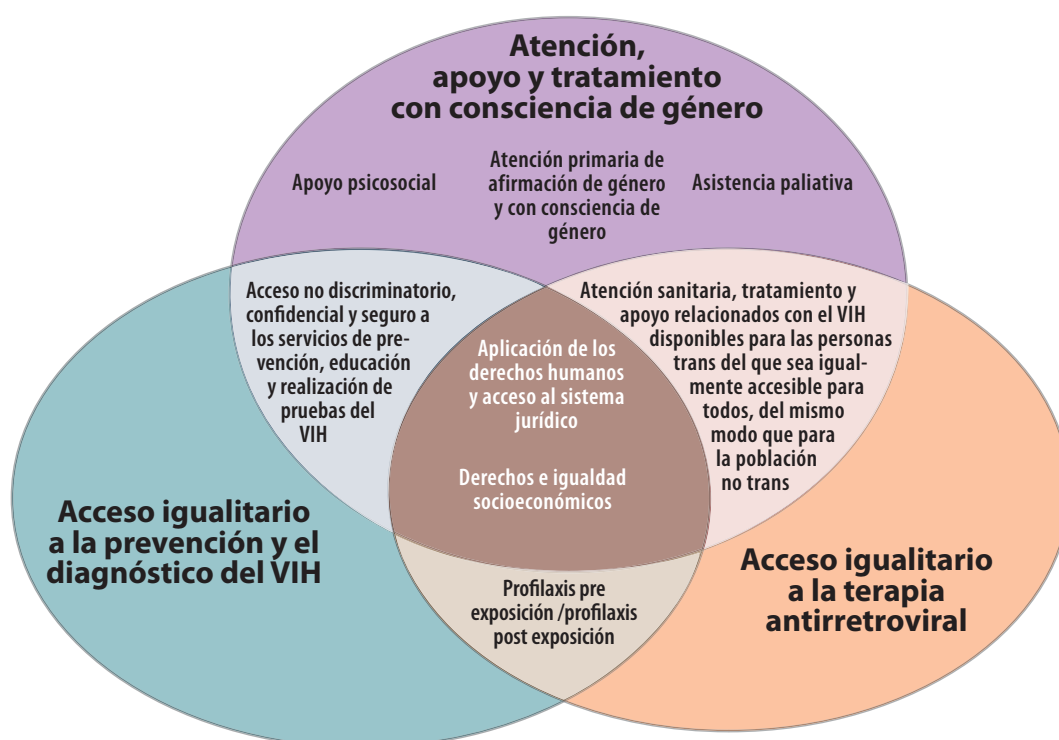 Atención,
apoyo y tratamiento
con consciencia de género
Apoyo psicosocial
Atención primaria de
afirmación de género
y con consciencia de
género
Asistencia paliativa
Acceso no discriminatorio,
confidencial y seguro a
los servicios de pre-
vención, educación
y realización de
pruebas del
VIH
Aplicación de los
derechos humanos
y acceso al sistema
jurídico
Derechos e igualdad
socioeconómicos
Atención sanitaria, tratamiento y
apoyo relacionados con el VIH
disponibles para las personas
trans del que sea igual-
mente accesible para
todos, del mismo
modo que para
la población
no trans
Acceso igualitario
a la prevención y el
diagnóstico del VIH
Profilaxis pre
exposición /profilaxis
post exposición
Acceso igualitario
a la terapia
antirretroviral